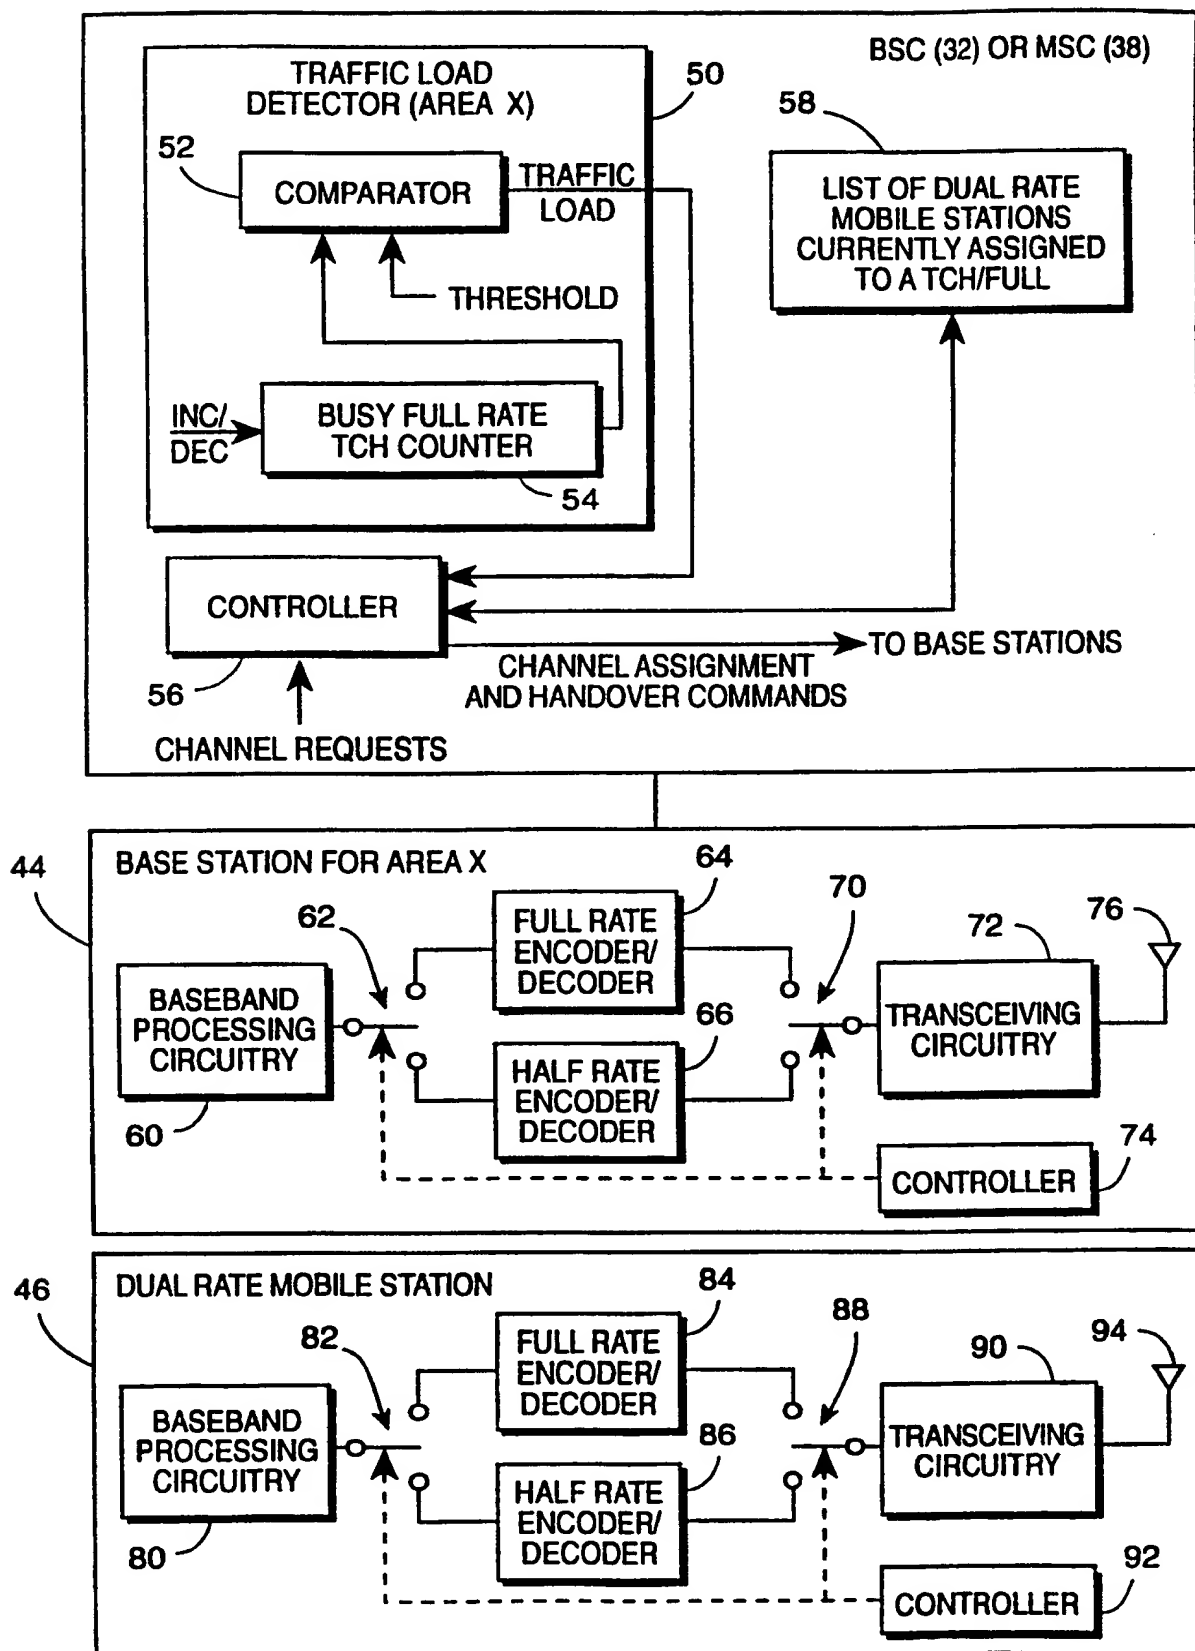 BSC (32) OR MSC (38)
TRAFFIC LOAD
DETECTOR (AREA X)
50
52
COMPARATOR
TRAFFIC
LOAD
THRESHOLD
INC/
DEC
BUSY FULL RATE
TCH COUNTER
54
58
LIST OF DUAL RATE
MOBILE STATIONS
CURRENTLY ASSIGNED
TO A TCH/FULL
CONTROLLER
56
TO BASE STATIONS
CHANNEL ASSIGNMENT
AND HANDOVER COMMANDS
CHANNEL REQUESTS
44
BASE STATION FOR AREA X
62
64
FULL RATE
ENCODER/
DECODER
70
72
76
BASEBAND
PROCESSING
CIRCUITRY
60
66
HALF RATE
ENCODER/
DECODER
TRANSCEIVING
CIRCUITRY
74
CONTROLLER
46
DUAL RATE MOBILE STATION
82
84
FULL RATE
ENCODER/
DECODER
88
90
94
BASEBAND
PROCESSING
CIRCUITRY
80
86
HALF RATE
ENCODER/
DECODER
TRANSCEIVING
CIRCUITRY
92
CONTROLLER